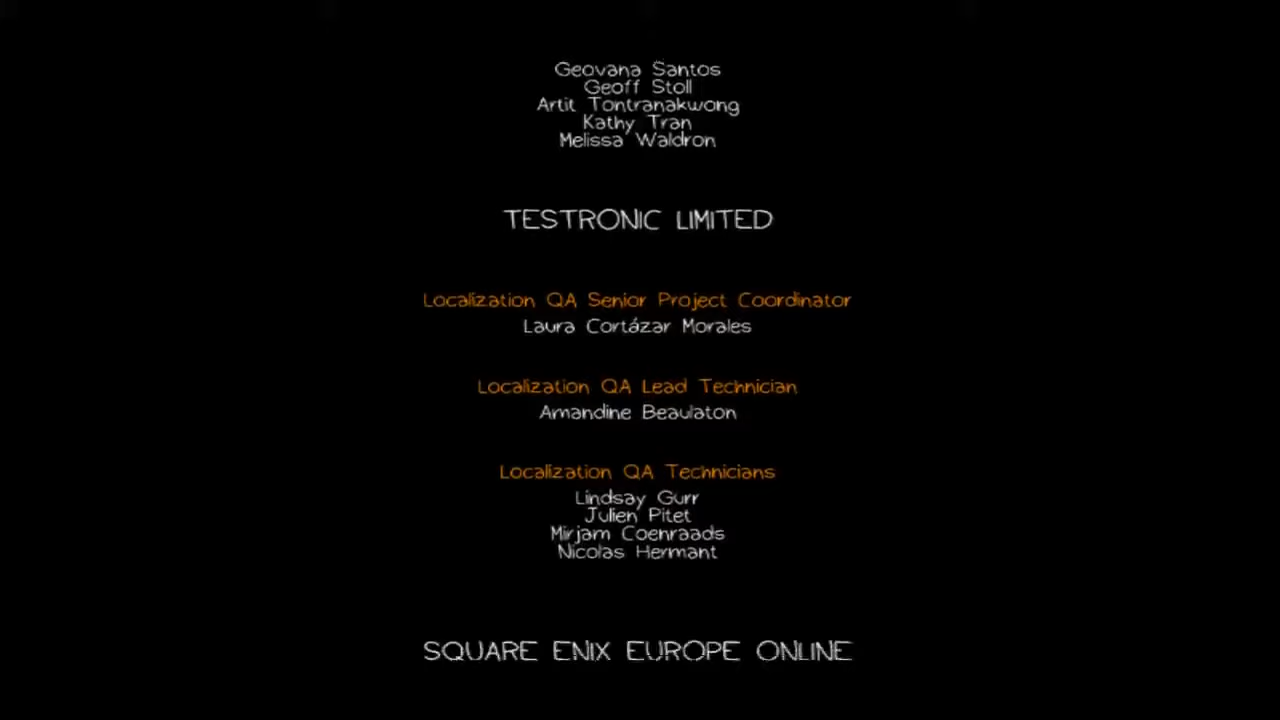 Geovana Santos
Geoff Stoll
Artit Tontranakwong
Kathy Tran
Melissa Waldron
TESTRONIC LIMITED
Localization QA Senior Project Coordinator
Laura Cortázar Morales
Localization QA Lead Technician
Amandine Beaulaton
Localization QA Technicians
Lindsay Gurr
Julien Pitet
Mirjam Coenraads
Nicolas Hermant
SQUARE ENIX EUROPE ONLINE